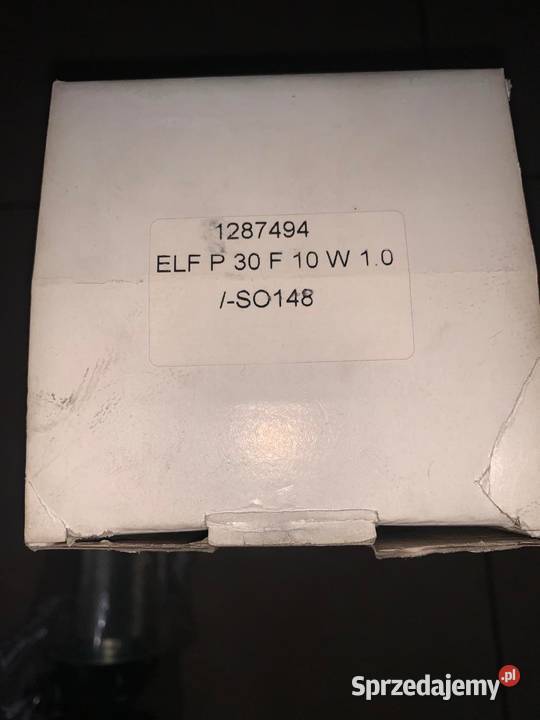 1287494
ELF P 30 F 10 W 1.0
/-SO148
Sprzedajemy.pl